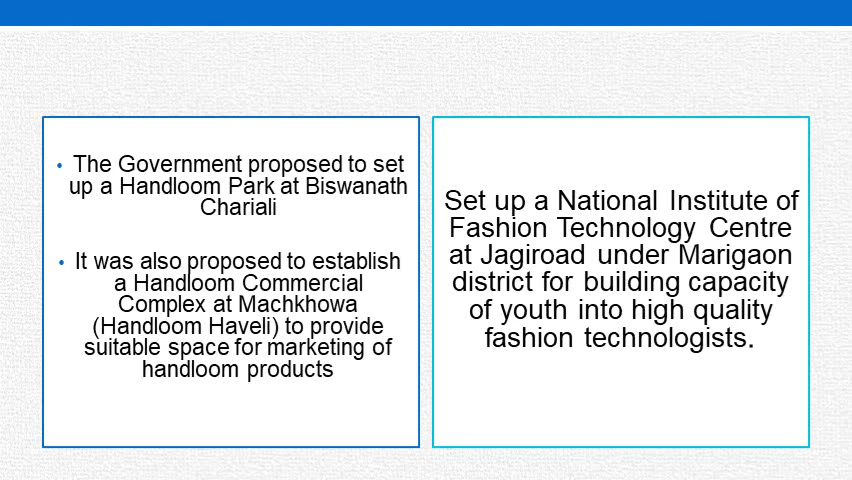 • The Government proposed to set
up a Handloom Park at Biswanath
Chariali
• It was also proposed to establish
a Handloom Commercial
Complex at Machkhowa
(Handloom Haveli) to provide
suitable space for marketing of
handloom products
Set up a National Institute of
Fashion Technology Centre
at Jagiroad under Marigaon
district for building capacity
of youth into high quality
fashion technologists.